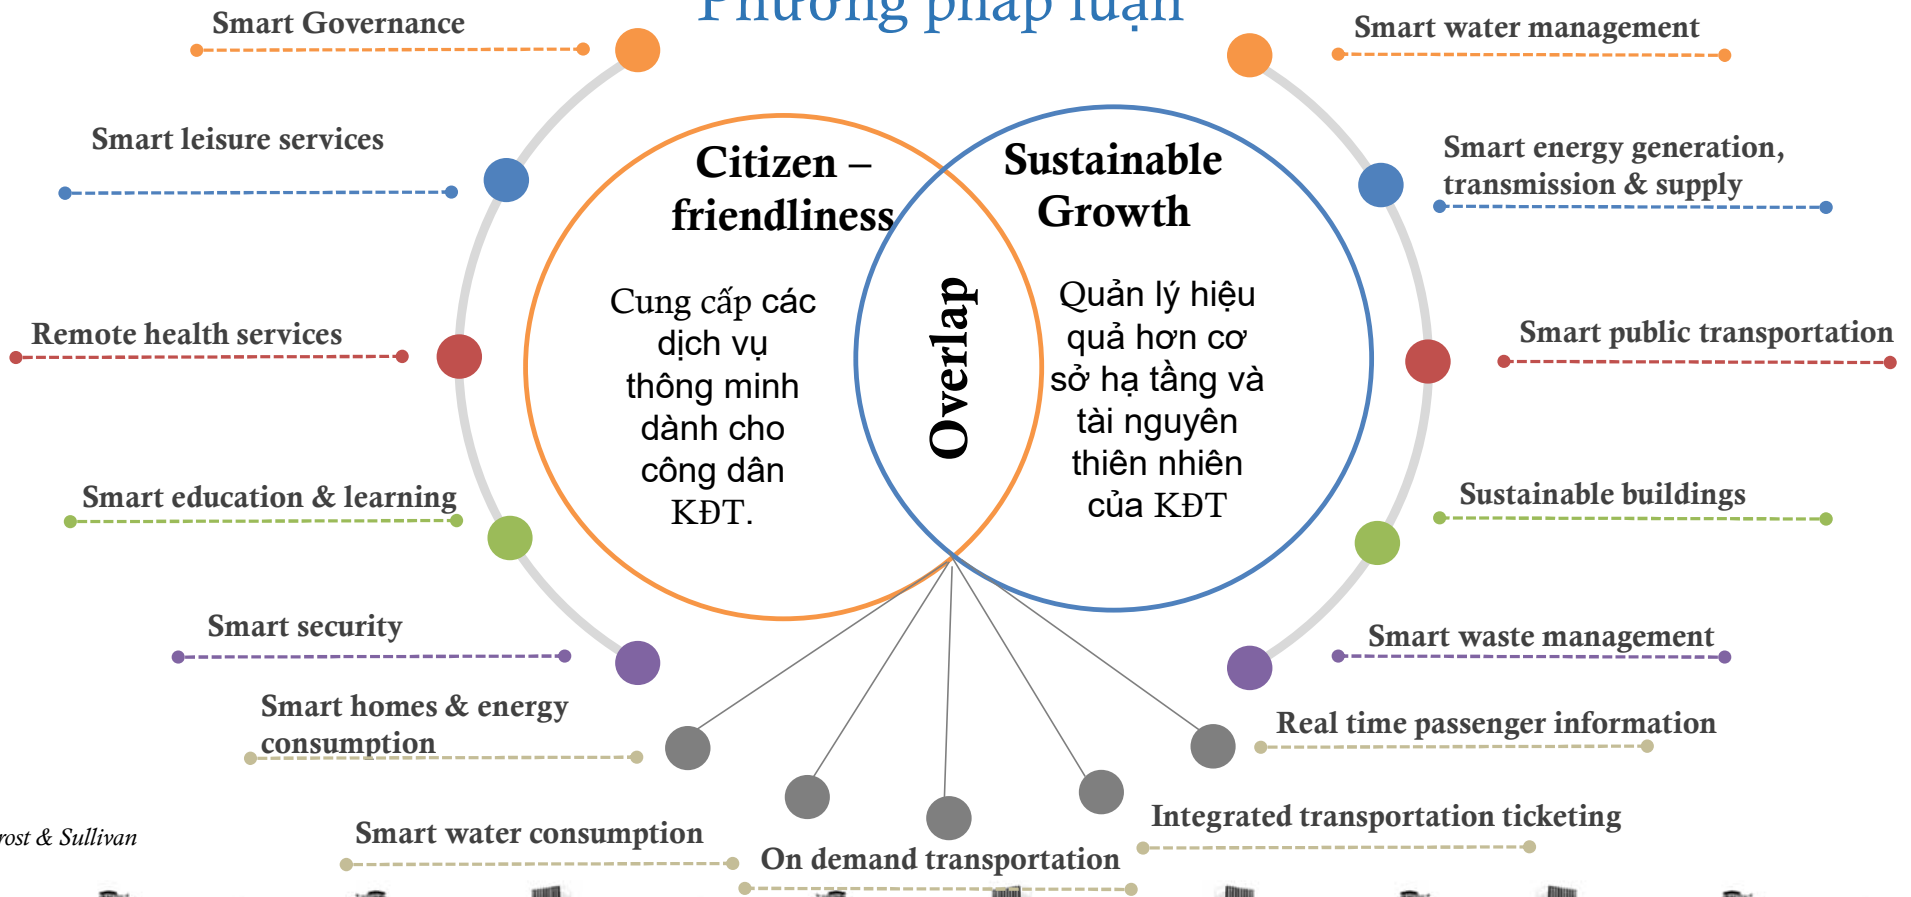 Phương pháp luận
Smart Governance
Smart leisure services
Remote health services
Smart education & learning
Smart security
Citizen –
friendliness
Cung cấp các
dịch vụ
thông minh
dành cho
công dân
KĐT.
Overlap
Sustainable
Growth
Quản lý hiệu
quả hơn cơ
sở hạ tầng và
tài nguyên
thiên nhiên
của KĐT
Smart water management
Smart energy generation,
transmission & supply
Smart public transportation
Sustainable buildings
Smart waste management
Smart homes & energy
consumption
Smart water consumption
On demand transportation
Integrated transportation ticketing
Real time passenger information
rost & Sullivan